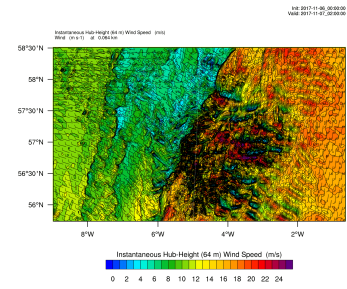 Init: 2017-11-06_00:00:00
Valid: 2017-11-07_02:00:00
Instantaneous Hub-Height (64 m) Wind Speed (m/s)
Wind (m s-1) at 0.064 km
58°30'N
58°N
57°30'N
57°N
56°30'N
56°N
8°W 6°W 4°W 2°W
Instantaneous Hub-Height (64 m) Wind Speed (m/s)
0 2 4 6 8 10 12 14 16 18 20 22 24